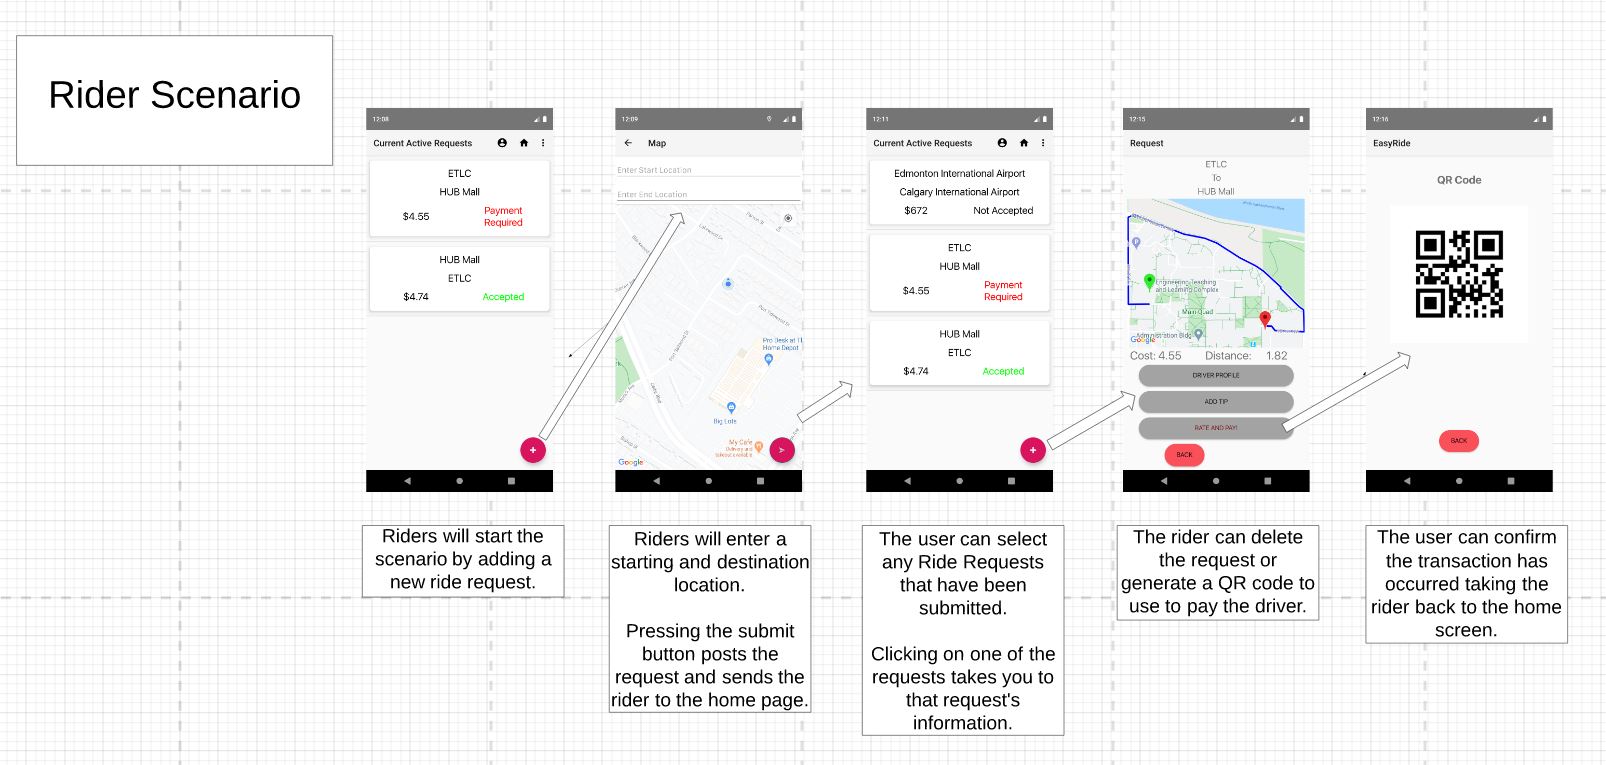 Rider Scenario
12:08
Current Active Requests
ETLC
HUB Mall
$4.55
Payment
Required
HUB Mall
ETLC
$4.74
Accepted
+
Riders will start the
scenario by adding a
new ride request.
12:09
Map
Enter Start Location
Enter End Location
Pro Desk at Th
Home Depot
Big Lots
My Cafe
Delivery and
takeout available
Google
Riders will enter a
starting and destination
location.
Pressing the submit
button posts the
request and sends the
rider to the home page.
12:11
Current Active Requests
Edmonton International Airport
Calgary International Airport
$672
Not Accepted
ETLC
HUB Mall
$4.55
Payment
Required
HUB Mall
ETLC
$4.74
Accepted
+
The user can select
any Ride Requests
that have been
submitted.
Clicking on one of the
requests takes you to
that request's
information.
12:15
Request
ETLC
To
HUB Mall
P
Engineering Teaching
and Learning Complex
Main Quad
Administration Bldg
Google
Cost: 4.55 Distance: 1.82
DRIVER PROFILE
ADD TIP
RATE AND PAY!
BACK
The rider can delete
the request or
generate a QR code to
use to pay the driver.
12:16
EasyRide
QR Code
BACK
The user can confirm
the transaction has
occurred taking the
rider back to the home
screen.